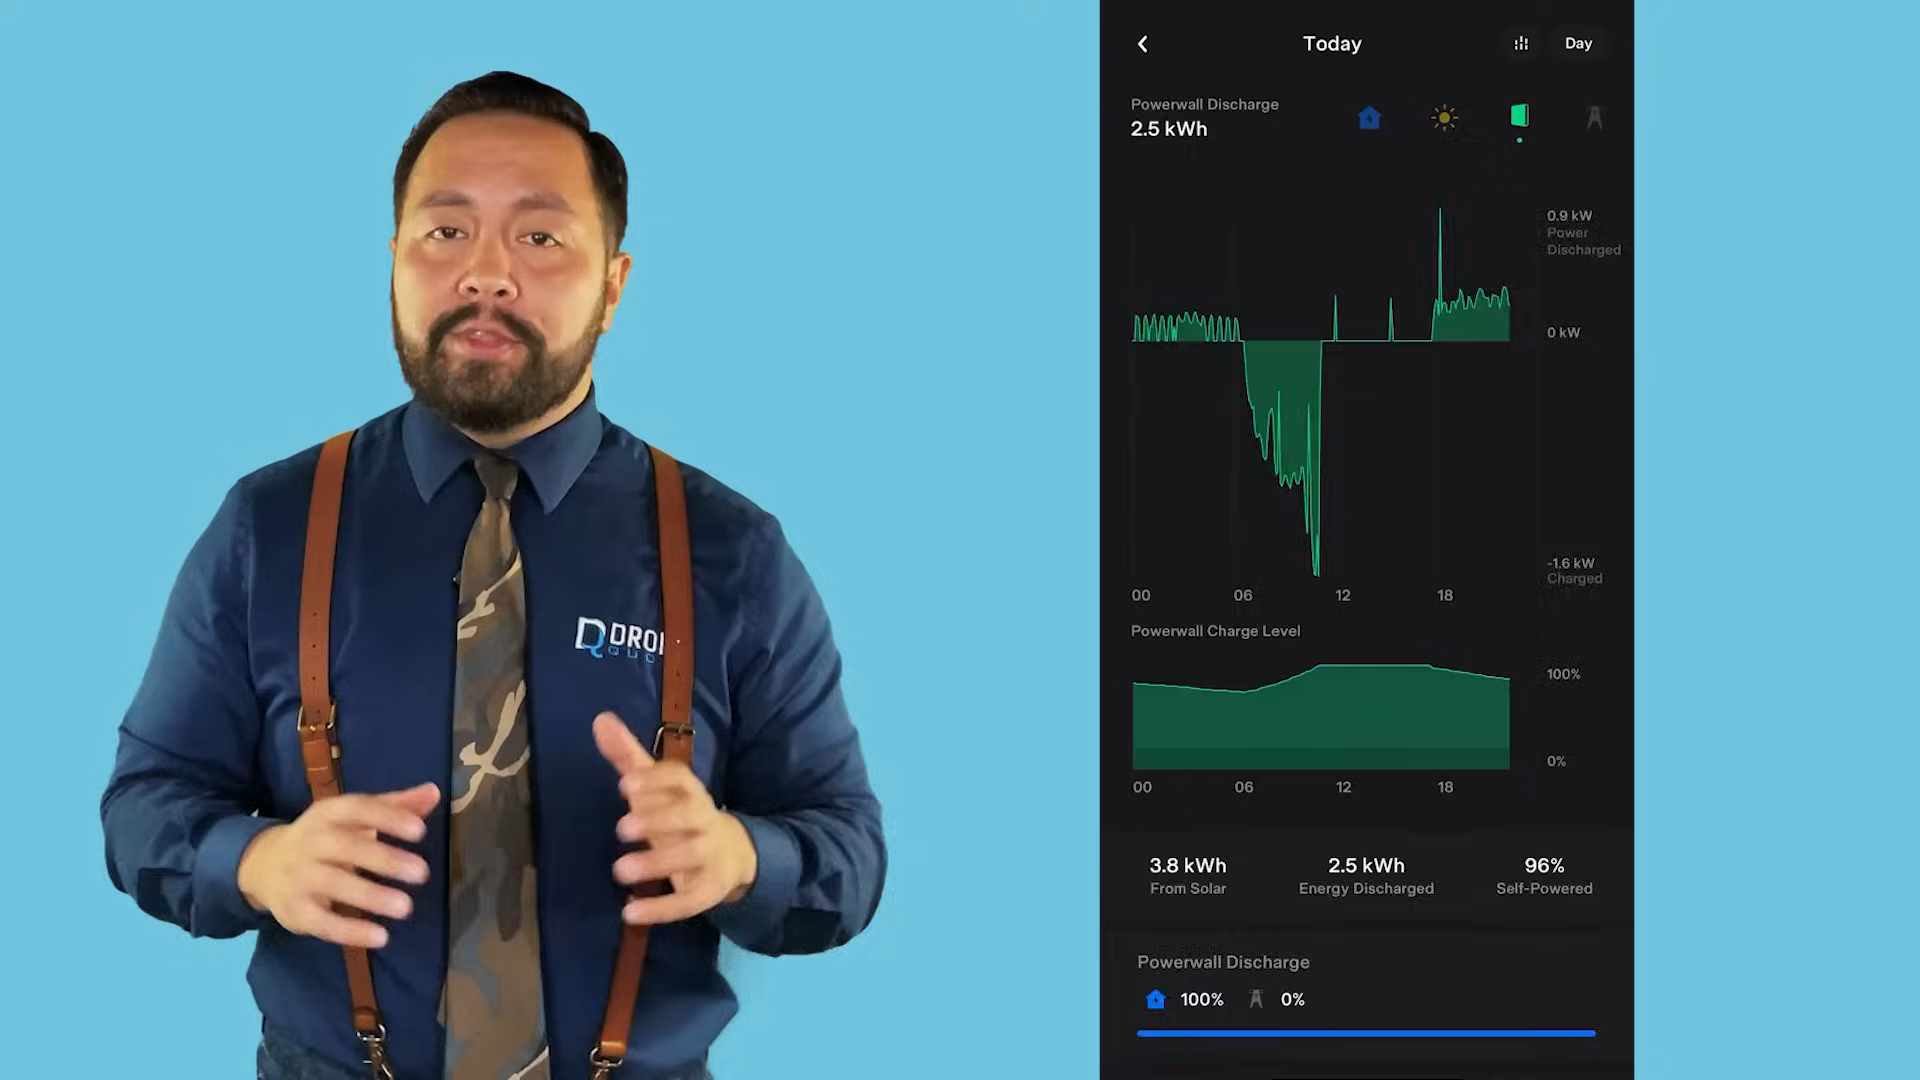 Today
Day
Powerwall Discharge
2.5 kWh
0.9 kW
Power
Discharged
0 kW
-1.6 kW
Charged
00 06 12 18
Powerwall Charge Level
100%
0%
00 06 12 18
3.8 kWh 2.5 kWh 96%
From Solar Energy Discharged Self-Powered
Powerwall Discharge
100% 0%